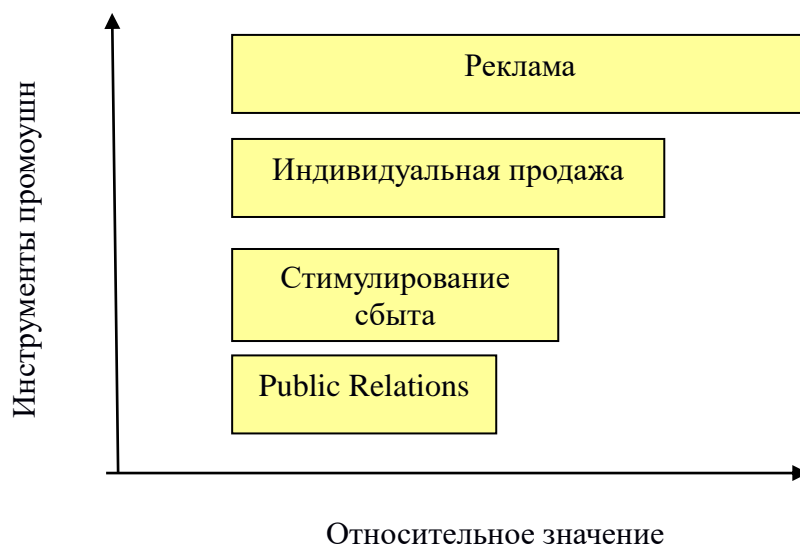 Реклама
Индивидуальная продажа
Стимулирование
сбыта
Public Relations
Инструменты промоушн
Относительное значение